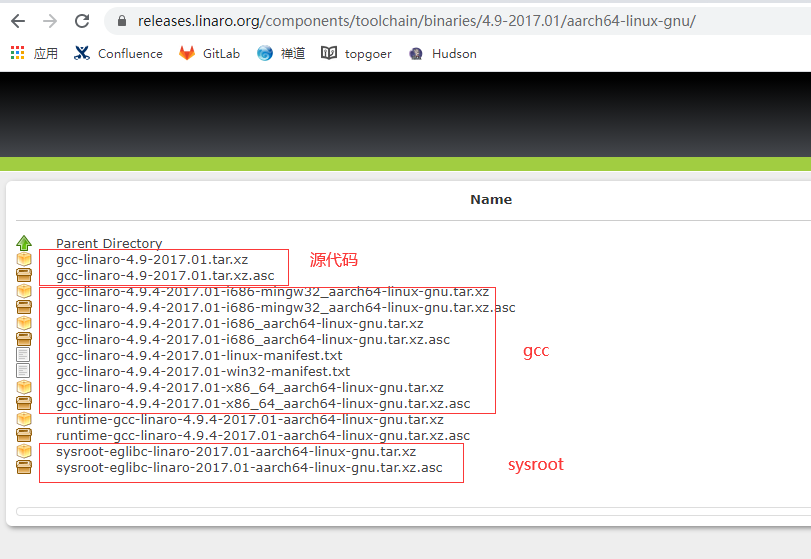 releases.linaro.org/components/toolchain/binaries/4.9-2017.01/aarch64-linux-gnu/
应用 Confluence GitLab 禅道 topgoer Hudson
Name
Parent Directory
gcc-linaro-4.9-2017.01.tar.xz 源代码
gcc-linaro-4.9-2017.01.tar.xz.asc
gcc-linaro-4.9.4-2017.01-i686-mingw32_aarch64-linux-gnu.tar.xz
gcc-linaro-4.9.4-2017.01-i686-mingw32_aarch64-linux-gnu.tar.xz.asc
gcc-linaro-4.9.4-2017.01-i686_aarch64-linux-gnu.tar.xz
gcc-linaro-4.9.4-2017.01-i686_aarch64-linux-gnu.tar.xz.asc
gcc-linaro-4.9.4-2017.01-linux-manifest.txt gcc
gcc-linaro-4.9.4-2017.01-win32-manifest.txt
gcc-linaro-4.9.4-2017.01-x86_64_aarch64-linux-gnu.tar.xz
gcc-linaro-4.9.4-2017.01-x86_64_aarch64-linux-gnu.tar.xz.asc
runtime-gcc-linaro-4.9.4-2017.01-aarch64-linux-gnu.tar.xz
runtime-gcc-linaro-4.9.4-2017.01-aarch64-linux-gnu.tar.xz.asc
sysroot-eglibc-linaro-2017.01-aarch64-linux-gnu.tar.xz
sysroot-eglibc-linaro-2017.01-aarch64-linux-gnu.tar.xz.asc sysroot